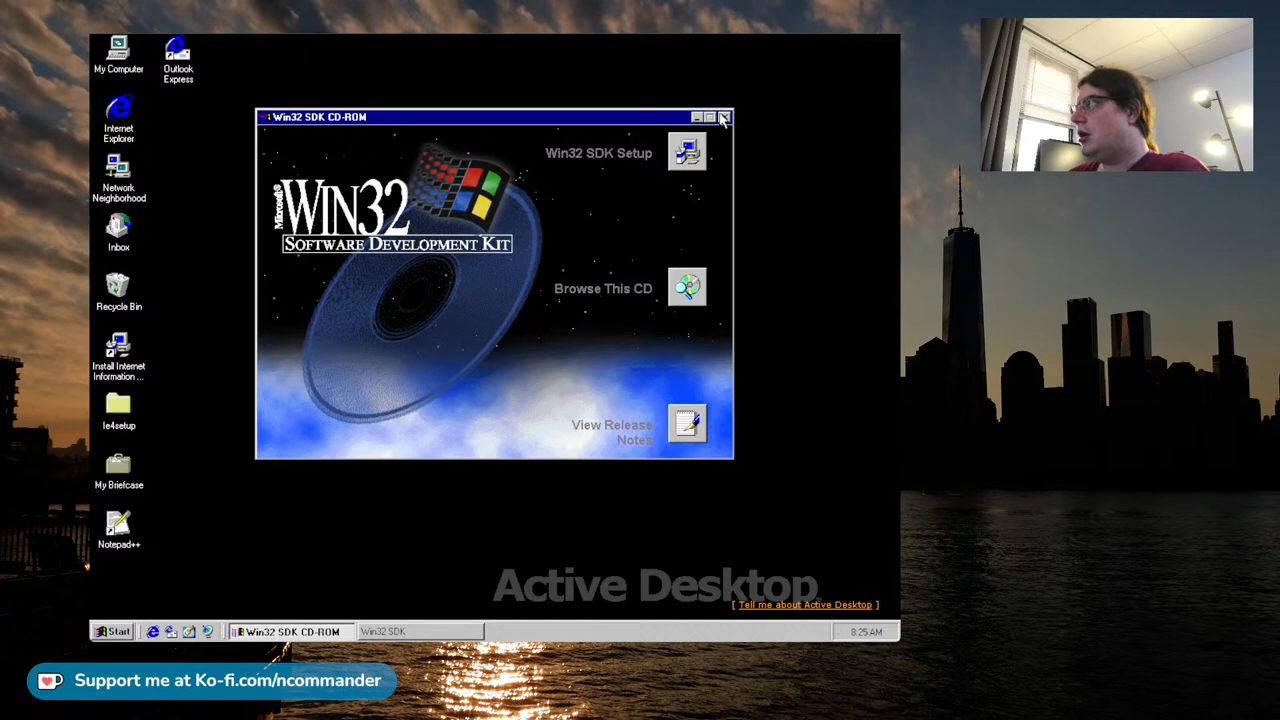 My Computer
Outlook
Express
Internet
Explorer
Network
Neighborhood
Inbox
Recycle Bin
Install Internet
Information ...
Ie4setup
My Briefcase
Notepad++
Win32 SDK CD-ROM
Win32 SDK Setup
Microsoft®
WIN32
SOFTWARE DEVELOPMENT KIT
Browse This CD
View Release
Notes
Active Desktop
[ Tell me about Active Desktop ]
Start
Win32 SDK CD-ROM
Win32 SDK
8:25 AM
Support me at Ko-fi.com/ncommander